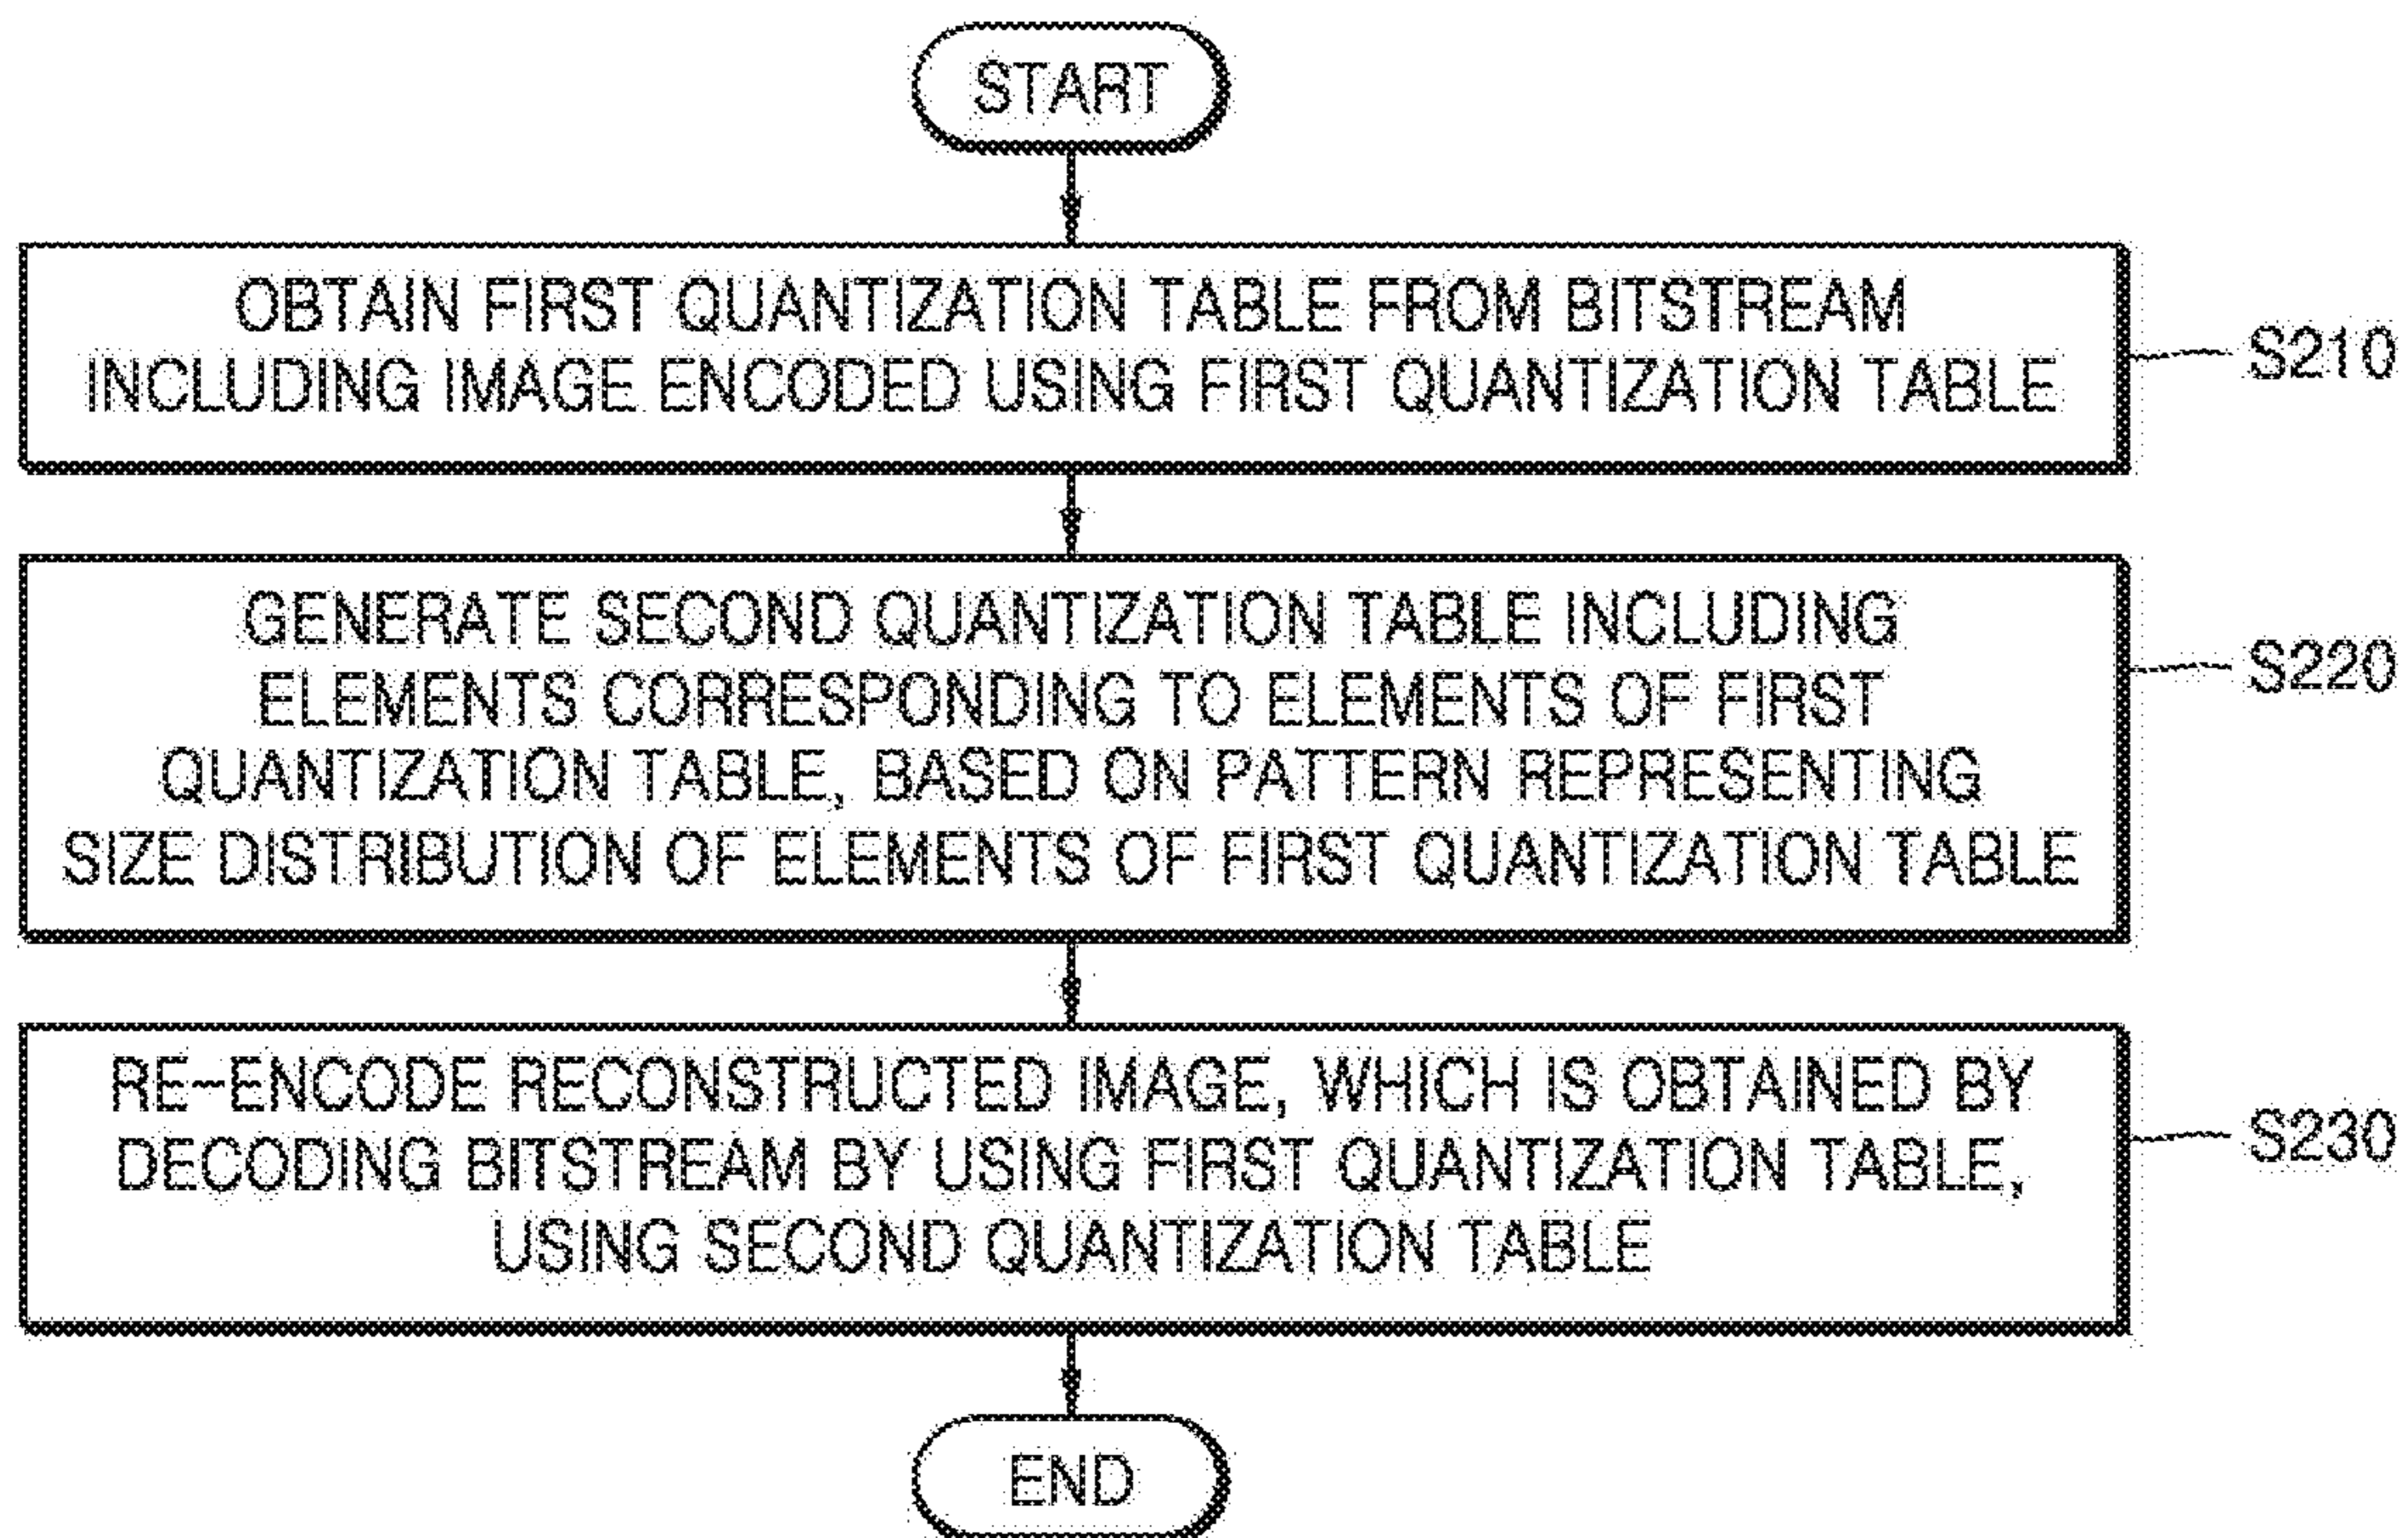 START
OBTAIN FIRST QUANTIZATION TABLE FROM BITSTREAM
INCLUDING IMAGE ENCODED USING FIRST QUANTIZATION TABLE
S210
GENERATE SECOND QUANTIZATION TABLE INCLUDING
ELEMENTS CORRESPONDING TO ELEMENTS OF FIRST
QUANTIZATION TABLE, BASED ON PATTERN REPRESENTING
SIZE DISTRIBUTION OF ELEMENTS OF FIRST QUANTIZATION TABLE
S220
RE-ENCODE RECONSTRUCTED IMAGE, WHICH IS OBTAINED BY
DECODING BITSTREAM BY USING FIRST QUANTIZATION TABLE,
USING SECOND QUANTIZATION TABLE
S230
END